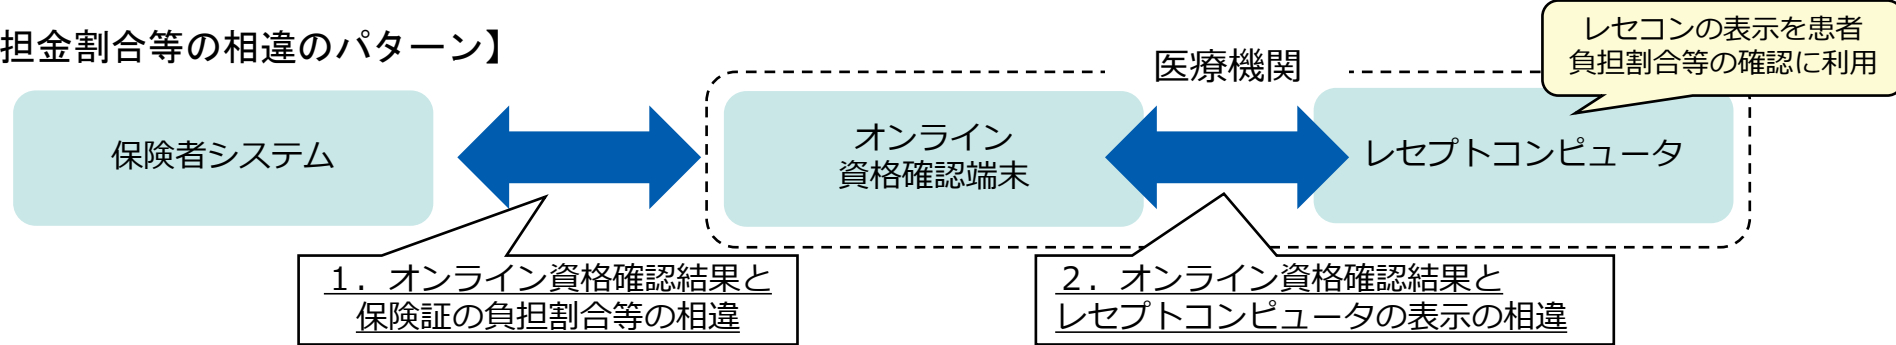 担金割合等の相違のパターン】
医療機関
レセコンの表示を患者
負担割合等の確認に利用
保険者システム
オンライン
資格確認端末
レセプトコンピュータ
１．オンライン資格確認結果と
保険証の負担割合等の相違
２．オンライン資格確認結果と
レセプトコンピュータの表示の相違